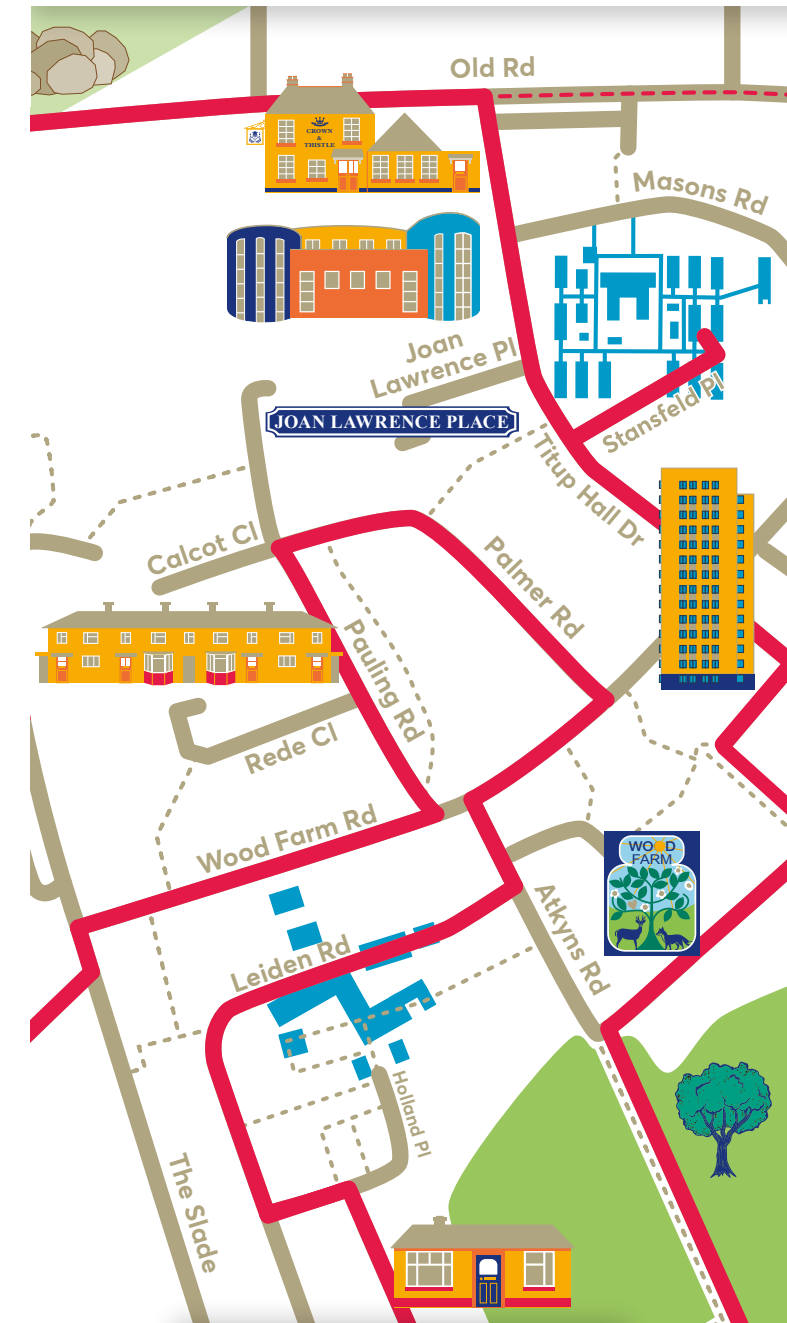 Old Rd
CROWN
&
THISTLE
Masons Rd
Joan
Lawrence Pl
JOAN LAWRENCE PLACE
Stansfeld Pl
Titup Hall Dr
Calcot Cl
Palmer Rd
Pauling Rd
Rede Cl
Wood Farm Rd
WOOD
FARM
Atkyns Rd
Leiden Rd
Holland Pl
The Slade